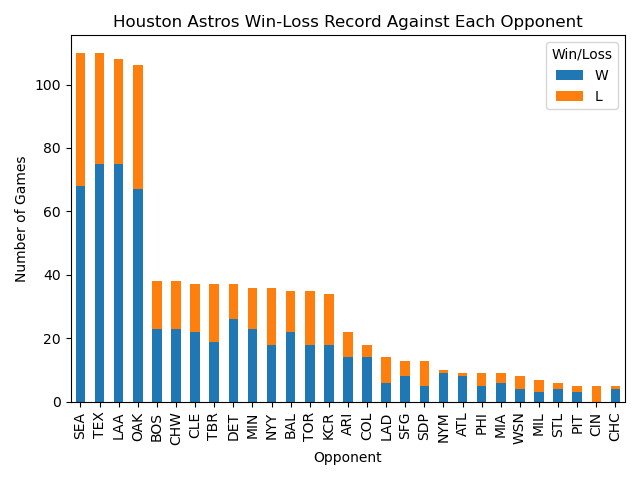 Houston Astros Win-Loss Record Against Each Opponent
Win/Loss
W
L
Number of Games
100
80
60
40
20
0
SEA
TEX
LAA
OAK
BOS
CHW
CLE
TBR
DET
MIN
NYY
BAL
TOR
KCR
ARI
COL
LAD
SFG
SDP
NYM
ATL
PHI
MIA
WSN
MIL
STL
PIT
CIN
CHC
Opponent